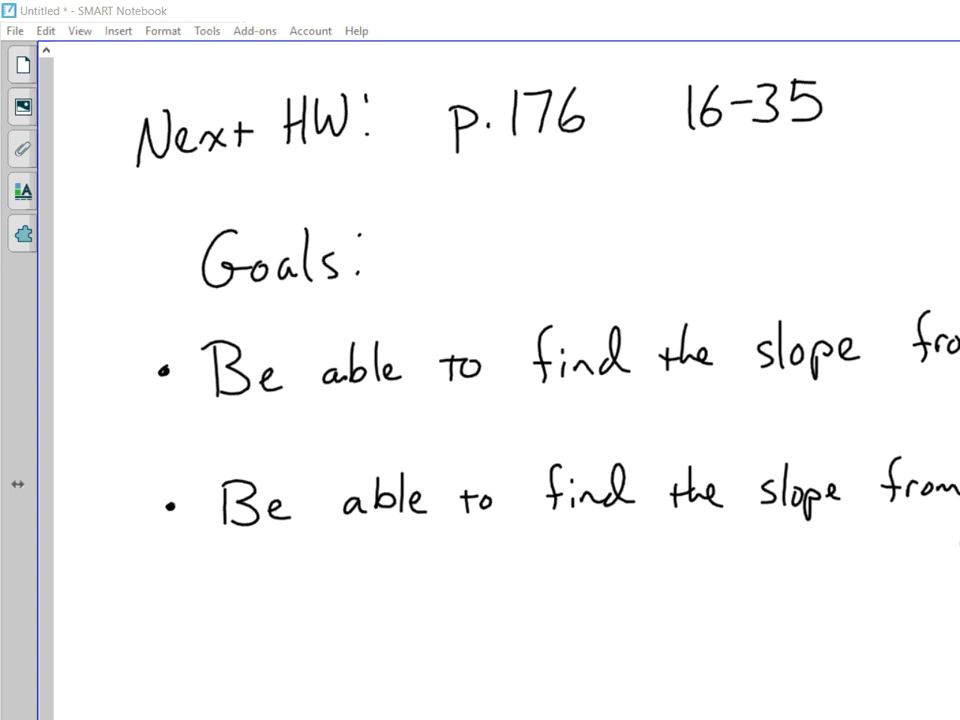 Untitled * - SMART Notebook
File Edit View Insert Format Tools Add-ons Account Help
Next HW: p. 176 16-35
Goals:
• Be able to find the slope fro
• Be able to find the slope from